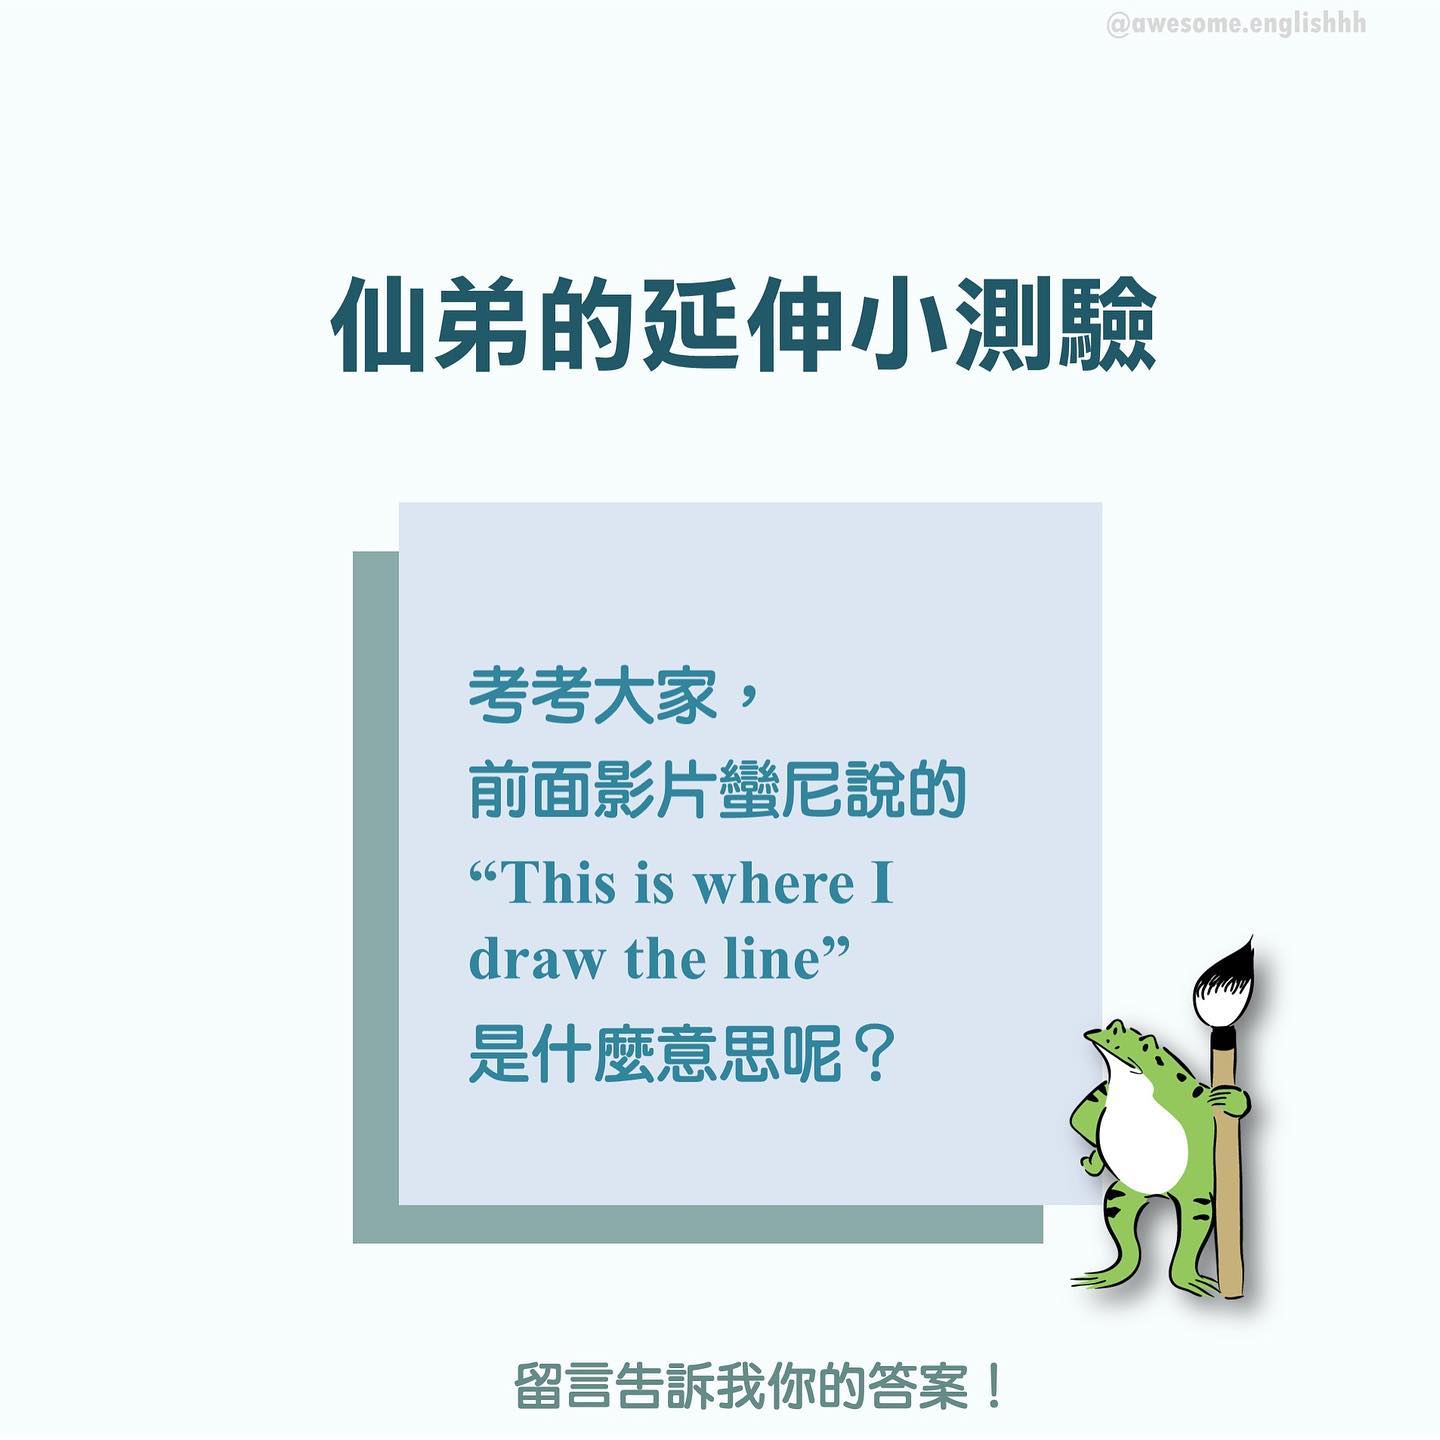 @awesome.englishhh
仙弟的延伸小測驗
考考大家，
前面影片蠻尼說的
“This is where I
draw the line”
是什麼意思呢？
留言告訴我你的答案！